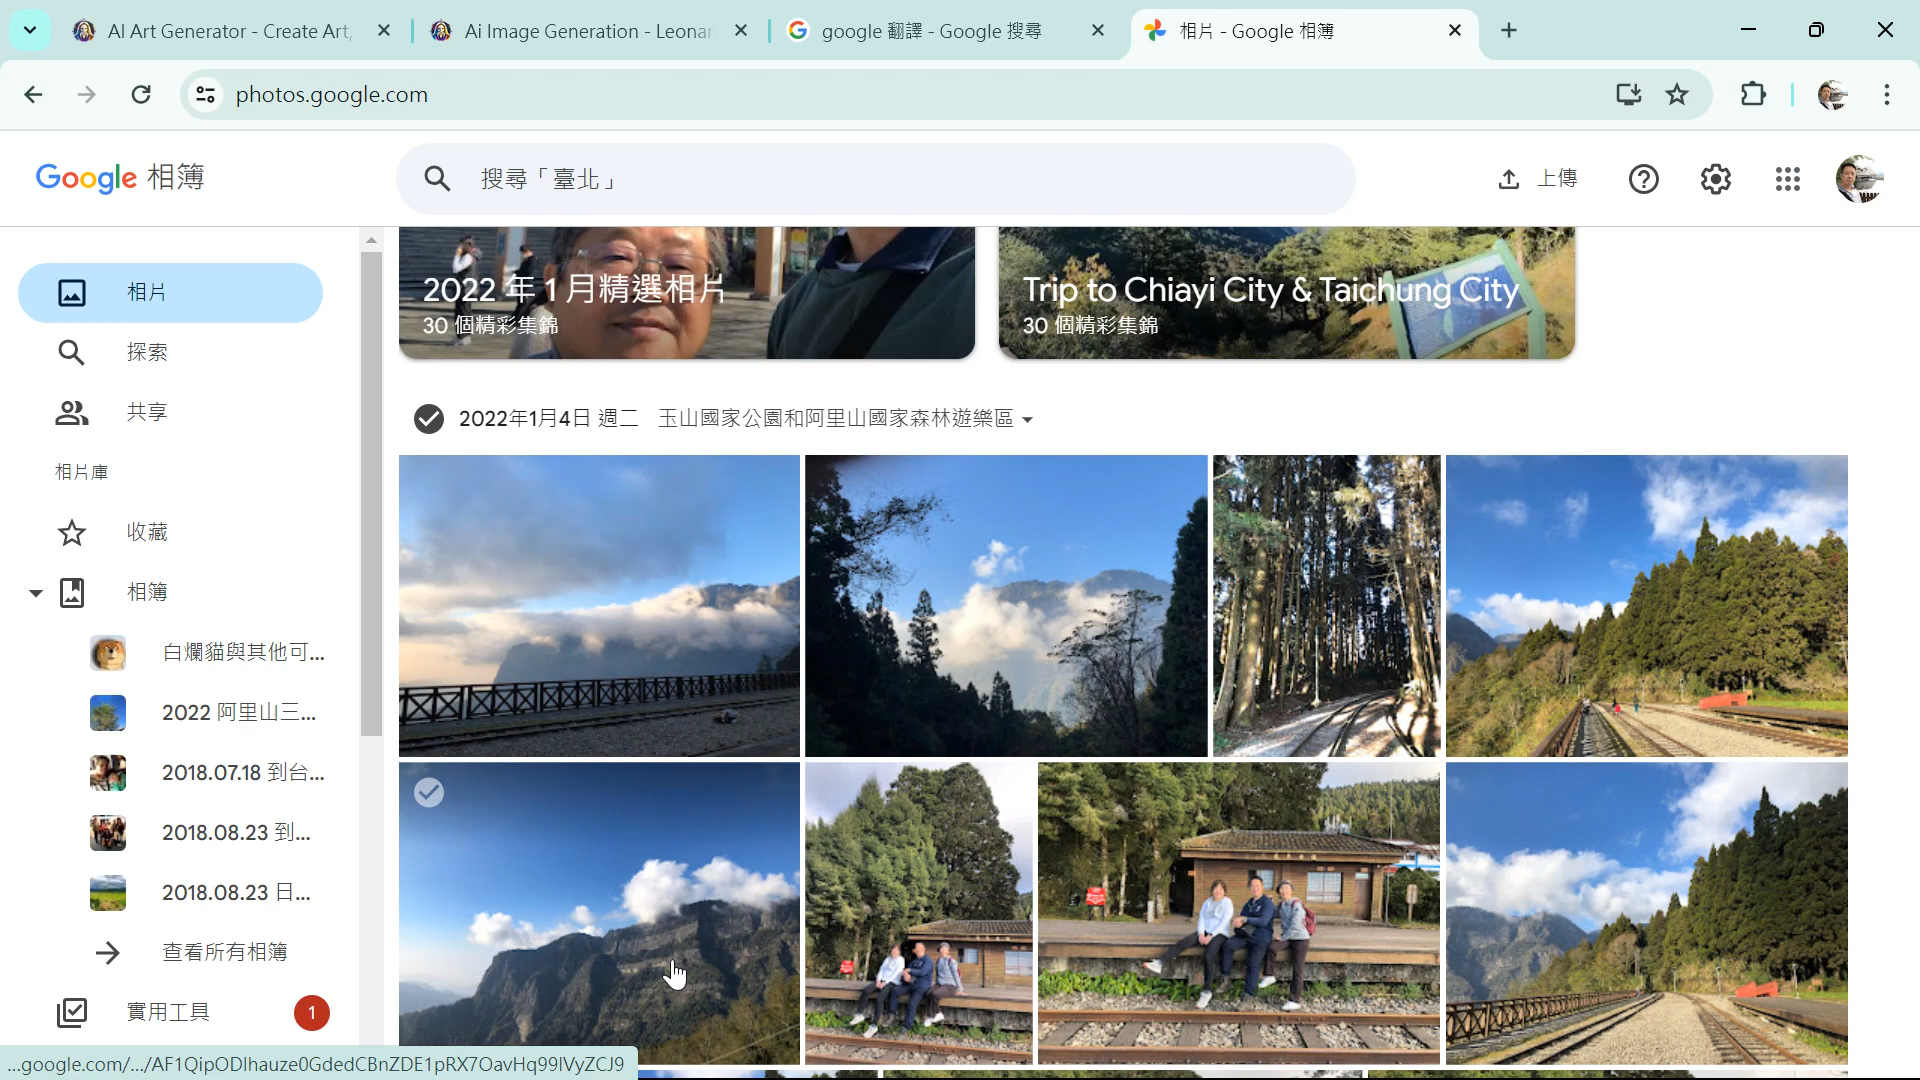 AI Art Generator - Create Art,
Ai Image Generation - Leonar
google 翻譯 - Google 搜尋
相片 - Google 相簿
photos.google.com
Google 相簿
搜尋「臺北」
上傳
相片
探索
共享
相片庫
收藏
相簿
白爛貓與其他可...
2022 阿里山三...
2018.07.18 到台...
2018.08.23 到...
2018.08.23 日...
查看所有相簿
實用工具
1
2022 年 1 月精選相片
30 個精彩集錦
Trip to Chiayi City & Taichung City
30 個精彩集錦
2022年1月4日 週二 玉山國家公園和阿里山國家森林遊樂區
...google.com/.../AF1QipODlhauze0GdedCBnZDE1pRX7OavHq99lVyZCJ9